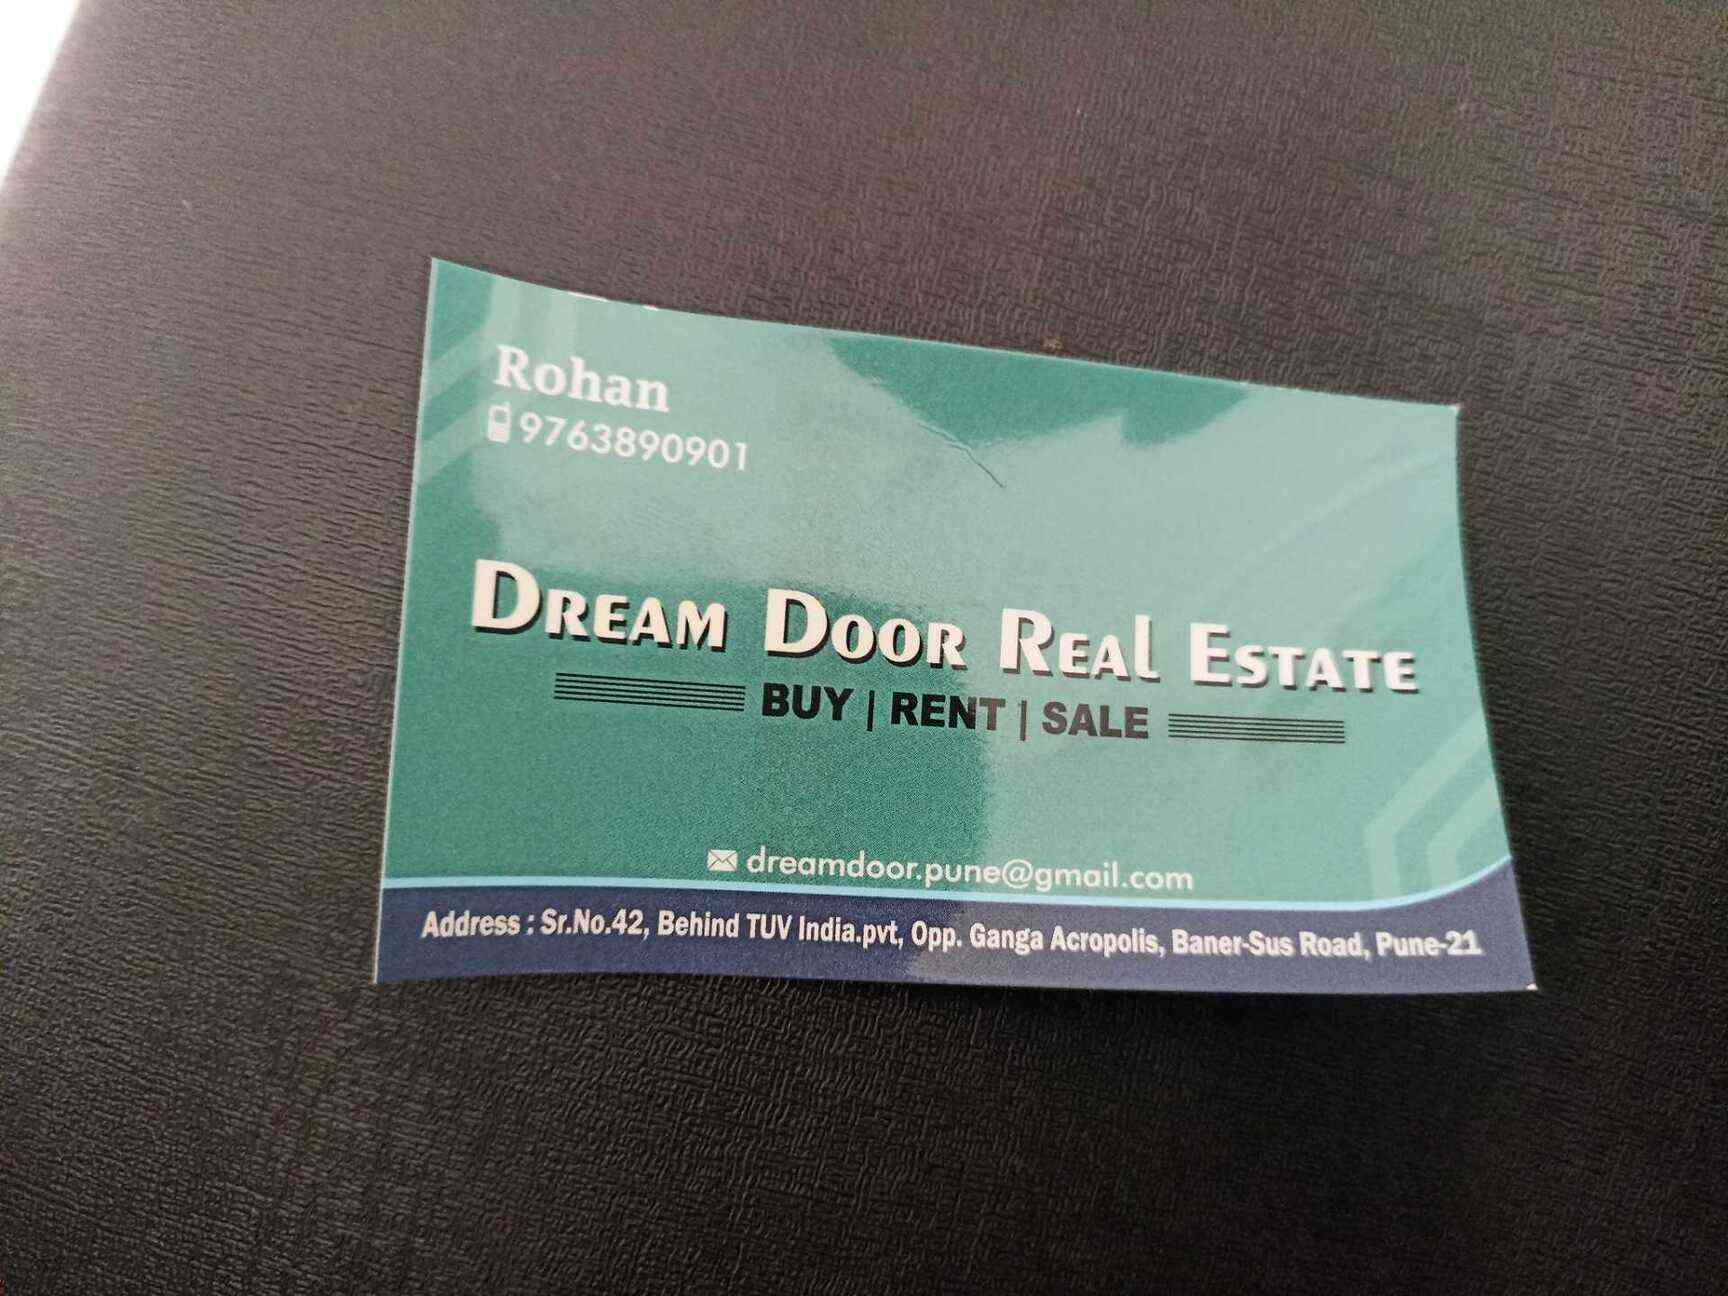 Rohan
9763890901
DREAM DOOR REAL ESTATE
BUY | RENT | SALE
dreamdoor.pune@gmail.com
Address : Sr.No.42, Behind TUV India.pvt, Opp. Ganga Acropolis, Baner-Sus Road, Pune-21